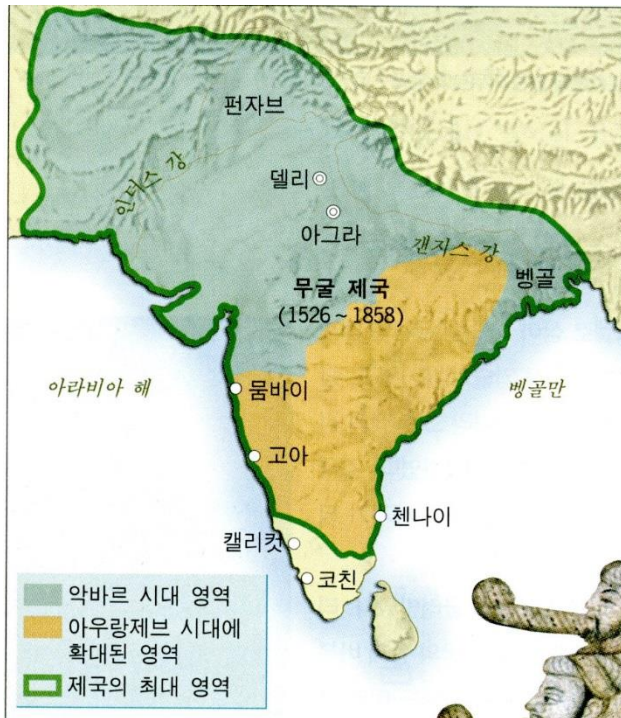 펀자브
인더스 강
델리
아그라
갠지스 강
벵골
무굴 제국
(1526 ~ 1858)
아라비아 해
뭄바이
벵골만
고아
첸나이
캘리컷
코친
악바르 시대 영역
아우랑제브 시대에
확대된 영역
제국의 최대 영역